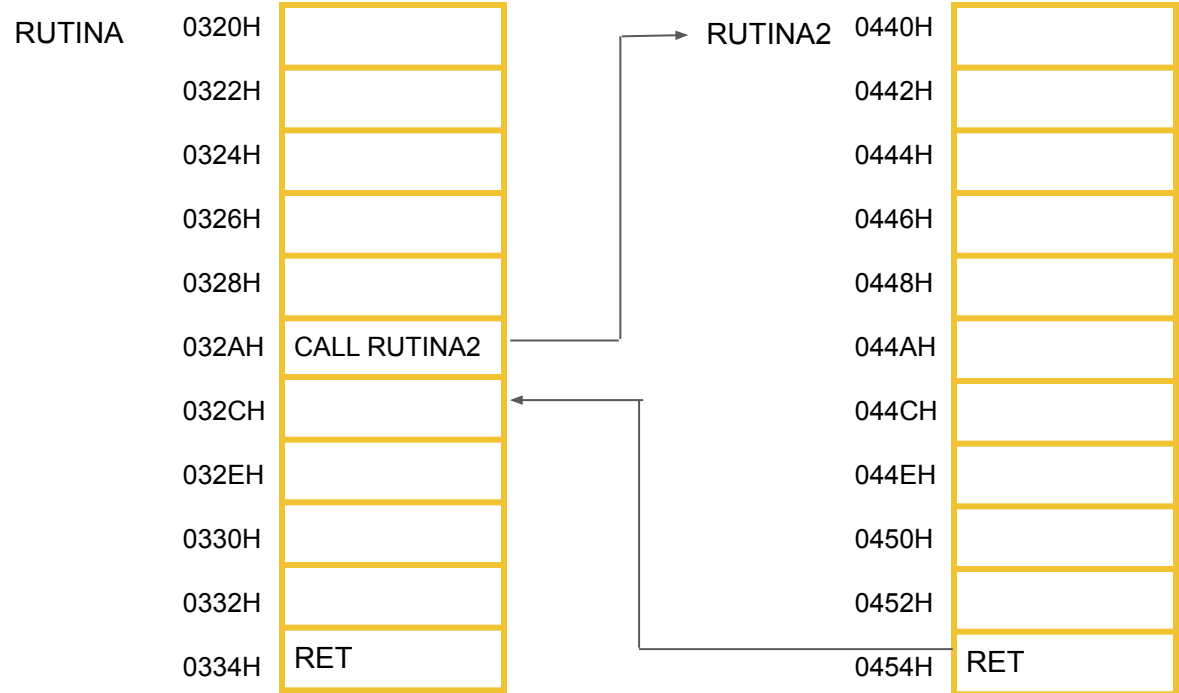 RUTINA 0320H RUTINA2 0440H
0322H 0442H
0324H 0444H
0326H 0446H
0328H 0448H
032AH CALL RUTINA2 044AH
032CH 044CH
032EH 044EH
0330H 0450H
0332H 0452H
0334H RET 0454H RET